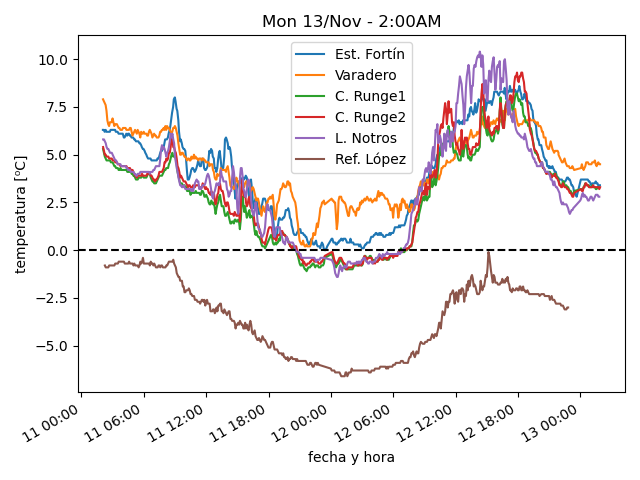 Mon 13/Nov - 2:00AM
temperatura [ºC]
10.0
7.5
5.0
2.5
0.0
−2.5
−5.0
Est. Fortín
Varadero
C. Runge1
C. Runge2
L. Notros
Ref. López
11 00:00
11 06:00
11 12:00
11 18:00
12 00:00
12 06:00
12 12:00
12 18:00
13 00:00
fecha y hora